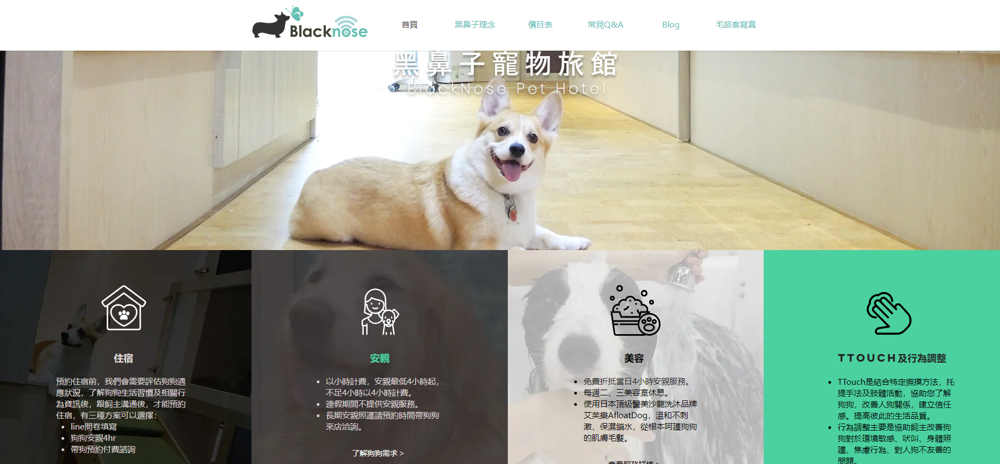 Blacknose
首頁
黑鼻子理念
價目表
常見Q&A
Blog
毛旅客寫真
黑鼻子寵物旅館
BlackNose Pet Hotel
住宿
預約住宿前，我們會需要評估狗狗適
應狀況，了解狗狗生活習慣及相關行
為資訊後，跟飼主溝通後，才能預約
住宿，有三種方案可以選擇：
line問卷填寫
狗狗安親4hr
帶狗預約付費諮詢
安親
以小時計費，安親最低4小時起，
不足4小時以4小時計費。
連假期間不提供安親服務。
長期安親照護請預約時間帶狗狗
來店洽詢。
了解狗狗需求 >
美容
免費折抵當日4小時安親服務。
每週二、三美容室休息。
使用日本頂級醫美沙龍洗沐品牌
艾芙樂AfloatDog，溫和不刺
激、保濕鎖水，從根本呵護狗狗
的肌膚毛髮。
查看服務詳情 >
TTOUCH及行為調整
TTouch是結合特定撫摸方法，托
提手法及肢體活動，協助您了解
狗狗，改善人狗關係，建立信任
感。提高彼此的生活品質。
行為調整主要是協助飼主改善狗
狗對於環境敏感、吠叫、身體照
護、焦慮行為、對人狗不友善的
問題。